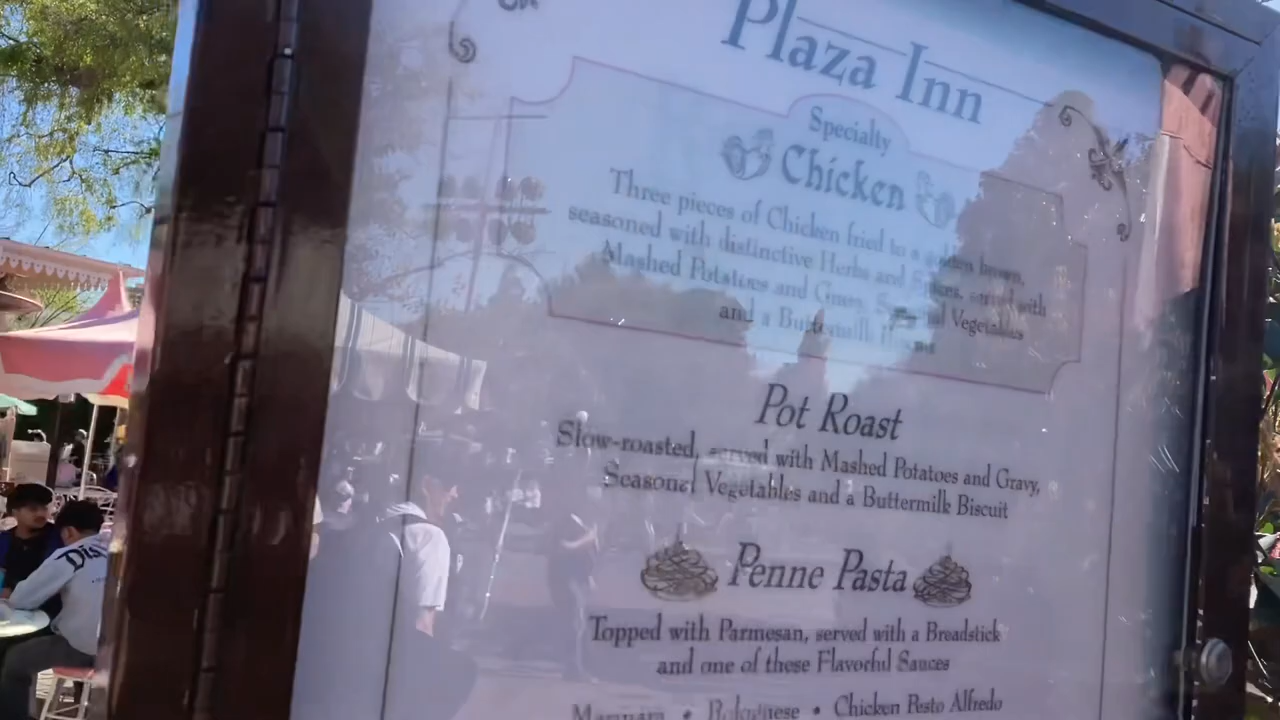 Plaza Inn
Specialty
Chicken
Three pieces of Chicken fried to a golden brown,
seasoned with distinctive Herbs and Spices, served with
Mashed Potatoes and Gravy, Seasonal Vegetables
and a Buttermilk Biscuit
Pot Roast
Slow-roasted, served with Mashed Potatoes and Gravy,
Seasonal Vegetables and a Buttermilk Biscuit
Penne Pasta
Topped with Parmesan, served with a Breadstick
and one of these Flavorful Sauces
Marinara • Bolognese • Chicken Pesto Alfredo
Dis